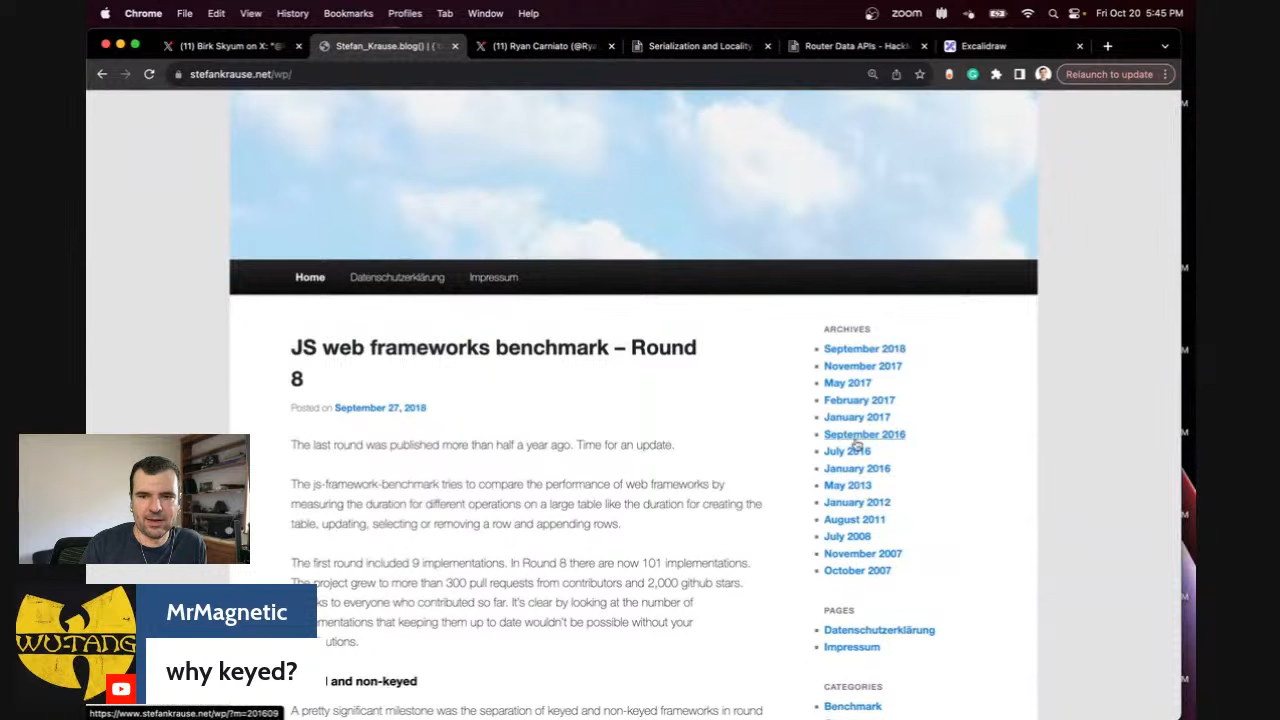 Chrome File Edit View History Bookmarks Profiles Tab Window Help
zoom
Fri Oct 20 5:45 PM
(11) Birk Skyum on X: "@
Stefan_Krause.blog() | {
(11) Ryan Carniato (@Rya
Serialization and Locality
Router Data APIs - HackM
Excalidraw
stefankrause.net/wp/
Relaunch to update
Home Datenschutzerklärung Impressum
JS web frameworks benchmark – Round
8
Posted on September 27, 2018
The last round was published more than half a year ago. Time for an update.
The js-framework-benchmark tries to compare the performance of web frameworks by
measuring the duration for different operations on a large table like the duration for creating the
table, updating, selecting or removing a row and appending rows.
The first round included 9 implementations. In Round 8 there are now 101 implementations.
The project grew to more than 300 pull requests from contributors and 2,000 github stars.
ks to everyone who contributed so far. It's clear by looking at the number of
ementations that keeping them up to date wouldn't be possible without your
utions.
d and non-keyed
A pretty significant milestone was the separation of keyed and non-keyed frameworks in round
ARCHIVES
September 2018
November 2017
May 2017
February 2017
January 2017
September 2016
July 2016
January 2016
May 2013
January 2012
August 2011
July 2008
November 2007
October 2007
PAGES
Datenschutzerklärung
Impressum
CATEGORIES
Benchmark
WU-TANG
MrMagnetic
why keyed?
https://www.stefankrause.net/wp/?m=201609